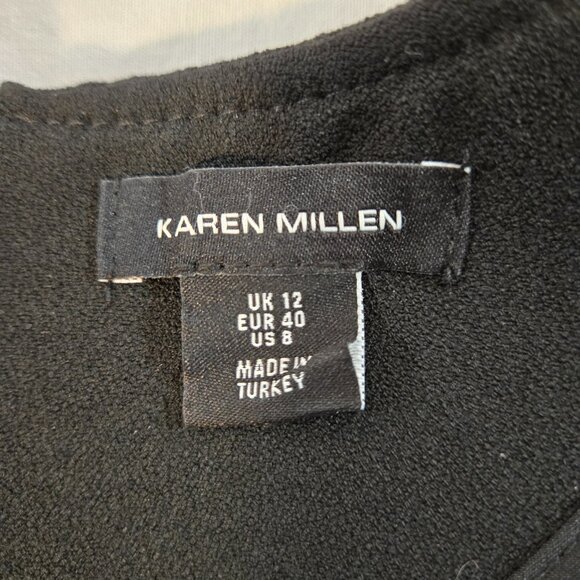 KAREN MILLEN
UK 12
EUR 40
US 8
MADE IN
TURKEY